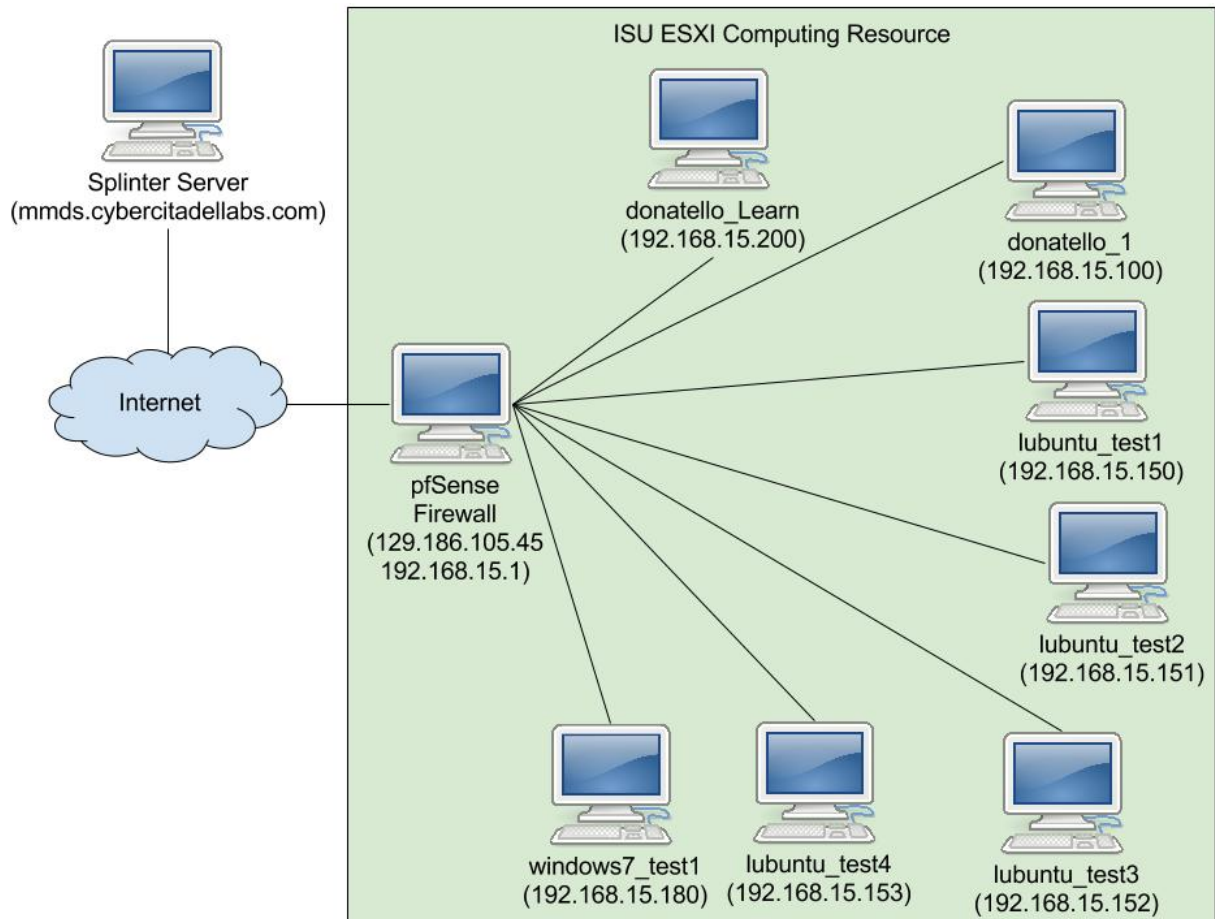 ISU ESXI Computing Resource
Splinter Server
(mmds.cybercitadellabs.com)
donatello_Learn
(192.168.15.200)
donatello_1
(192.168.15.100)
Internet
pfSense
Firewall
(129.186.105.45
192.168.15.1)
lubuntu_test1
(192.168.15.150)
lubuntu_test2
(192.168.15.151)
windows7_test1
(192.168.15.180)
lubuntu_test4
(192.168.15.153)
lubuntu_test3
(192.168.15.152)